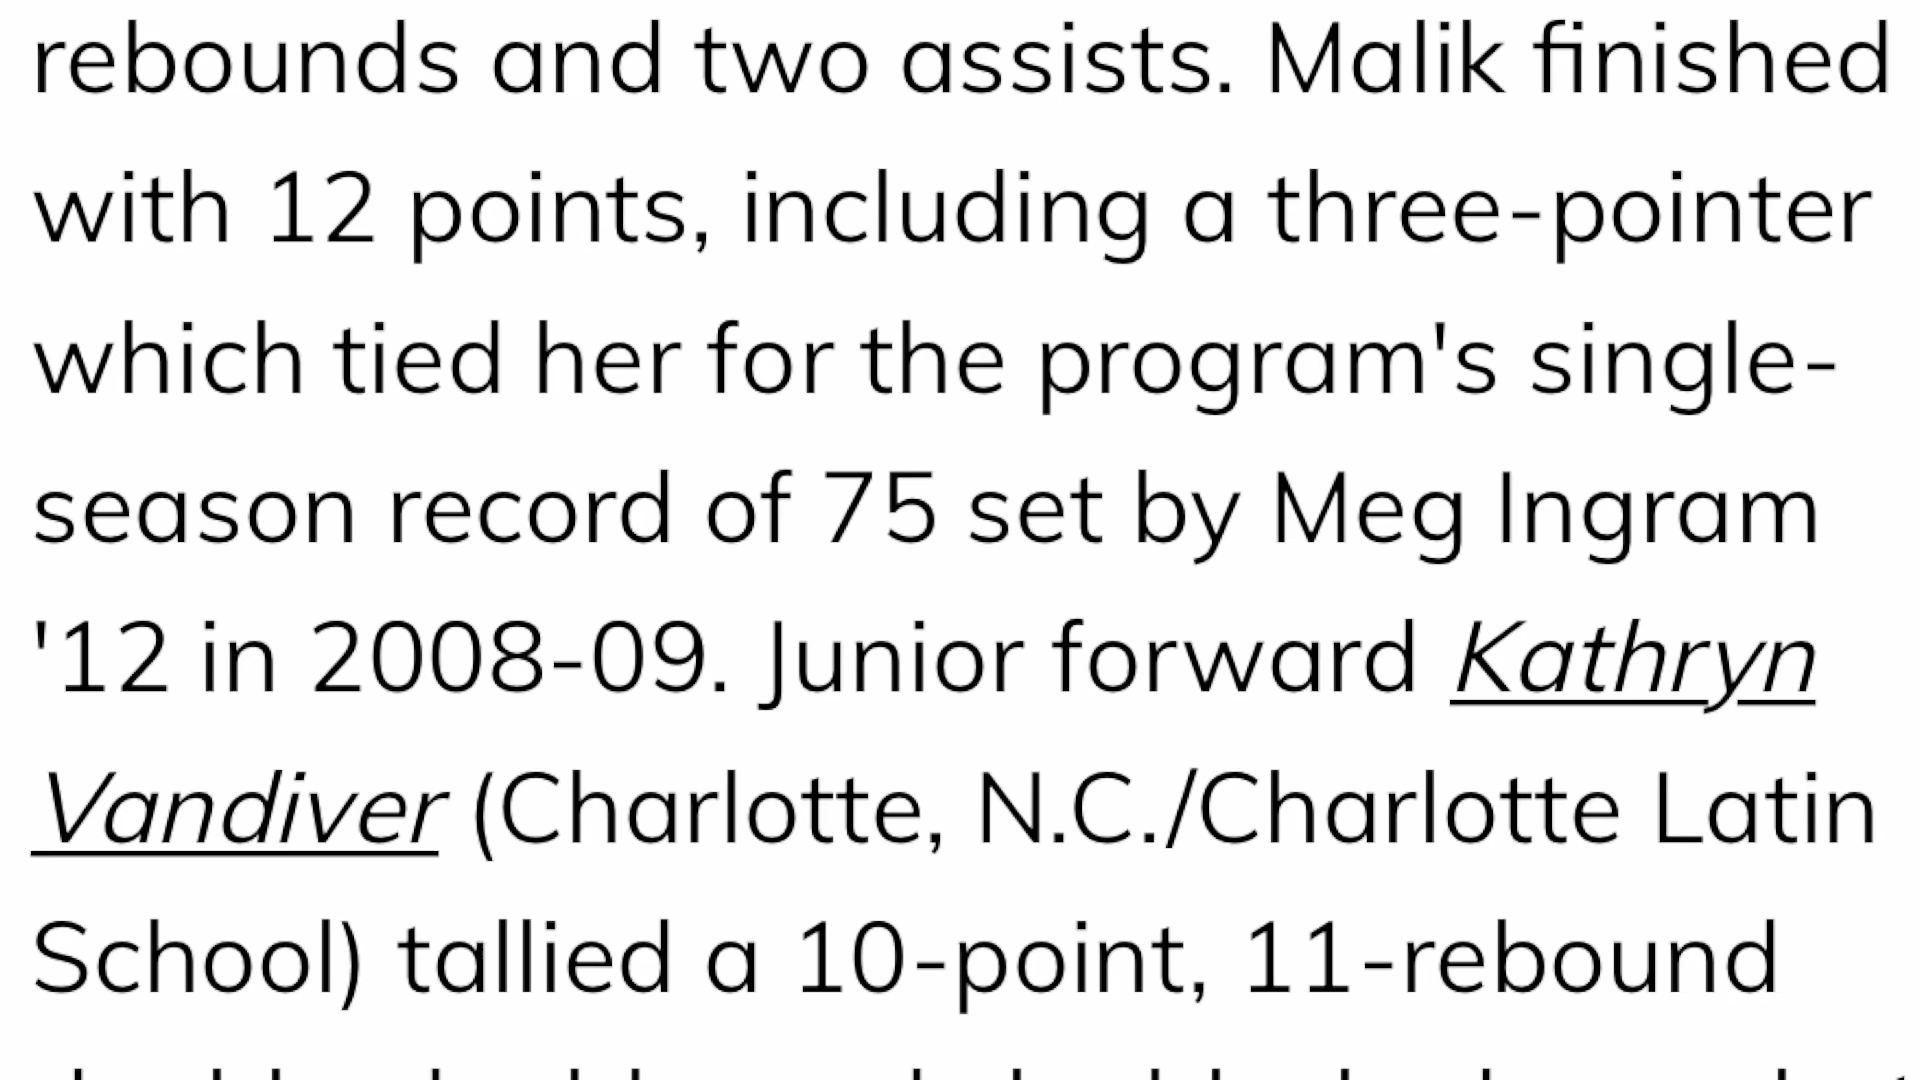 rebounds and two assists. Malik finished
with 12 points, including a three-pointer
which tied her for the program's single-
season record of 75 set by Meg Ingram
'12 in 2008-09. Junior forward Kathryn
Vandiver (Charlotte, N.C./Charlotte Latin
School) tallied a 10-point, 11-rebound